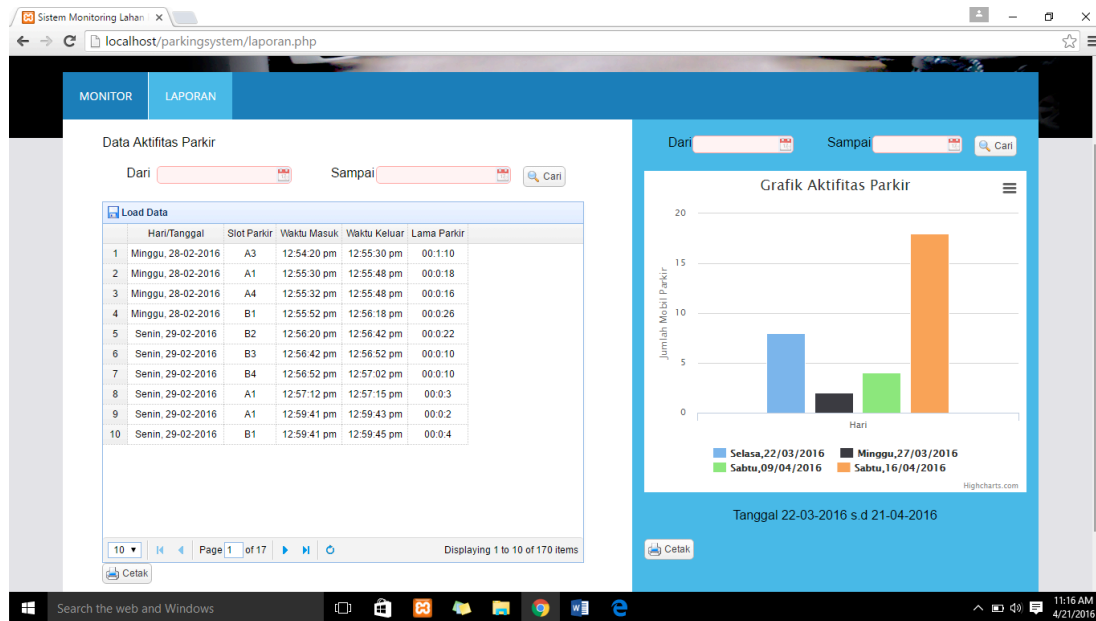 Sistem Monitoring Lahan
localhost/parkingsystem/laporan.php
MONITOR LAPORAN
Data Aktifitas Parkir
Dari Sampai Cari
Load Data
Hari/Tanggal Slot Parkir Waktu Masuk Waktu Keluar Lama Parkir
1 Minggu, 28-02-2016 A3 12:54:20 pm 12:55:30 pm 00:1:10
2 Minggu, 28-02-2016 A1 12:55:30 pm 12:55:48 pm 00:0:18
3 Minggu, 28-02-2016 A4 12:55:32 pm 12:55:48 pm 00:0:16
4 Minggu, 28-02-2016 B1 12:55:52 pm 12:56:18 pm 00:0:26
5 Senin, 29-02-2016 B2 12:56:20 pm 12:56:42 pm 00:0:22
6 Senin, 29-02-2016 B3 12:56:42 pm 12:56:52 pm 00:0:10
7 Senin, 29-02-2016 B4 12:56:52 pm 12:57:02 pm 00:0:10
8 Senin, 29-02-2016 A1 12:57:12 pm 12:57:15 pm 00:0:3
9 Senin, 29-02-2016 A1 12:59:41 pm 12:59:43 pm 00:0:2
10 Senin, 29-02-2016 B1 12:59:41 pm 12:59:45 pm 00:0:4
10 Page 1 of 17 Displaying 1 to 10 of 170 items
Cetak
Dari Sampai Cari
Grafik Aktifitas Parkir
Jumlah Mobil Parkir
20
15
10
5
0
Hari
Selasa,22/03/2016 Minggu,27/03/2016
Sabtu,09/04/2016 Sabtu,16/04/2016
Highcharts.com
Tanggal 22-03-2016 s.d 21-04-2016
Cetak
Search the web and Windows
11:16 AM
4/21/2016